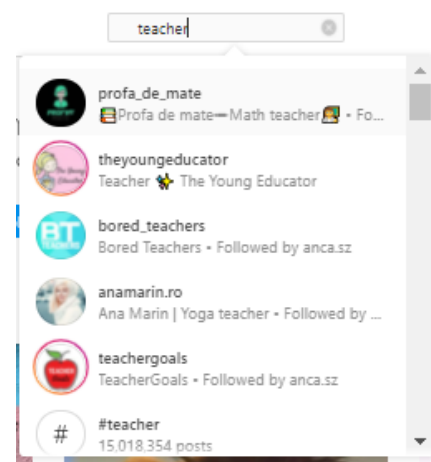 teacher
profa_de_mate
Profa de mate➖Math teacher👩‍🏫 • Fo...
theyoungeducator
Teacher ✨ The Young Educator
BT
TEACHERS
bored_teachers
Bored Teachers • Followed by anca.sz
anamarin.ro
Ana Marin | Yoga teacher • Followed by ...
teachergoals
TeacherGoals • Followed by anca.sz
#
#teacher
15,018,354 posts